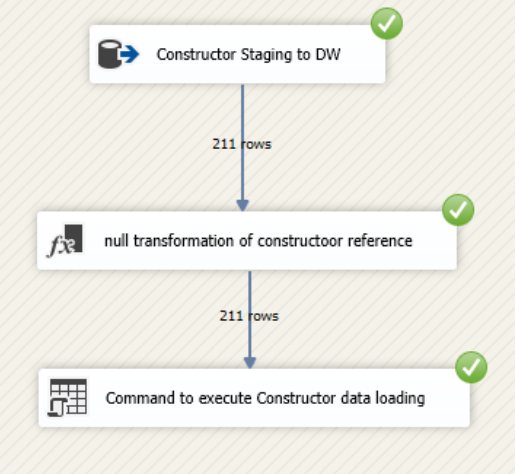 Constructor Staging to DW
211 rows
null transformation of constructoor reference
211 rows
Command to execute Constructor data loading